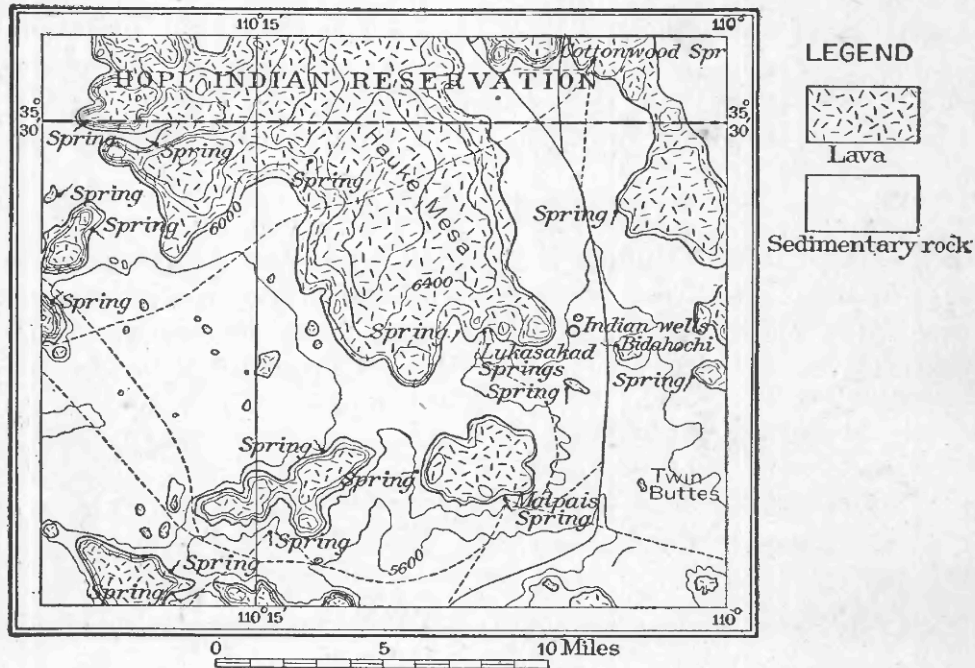 110°15'
110°
LEGEND
Cottonwood Spr
HOPI INDIAN RESERVATION
35°
30
35°
30
Lava
Spring
Spring
Hauke
Mesa
Spring
Spring
Spring
Spring
6000
Sedimentary rock
6400
Spring
Indian wells
Spring
Bidahochi
Lukasakad
Springs
Spring
Spring
Spring
Spring
Twin
Buttes
Malpais
Spring
Spring
5600
Spring
Spring
110°15'
110°
0 5 10 Miles